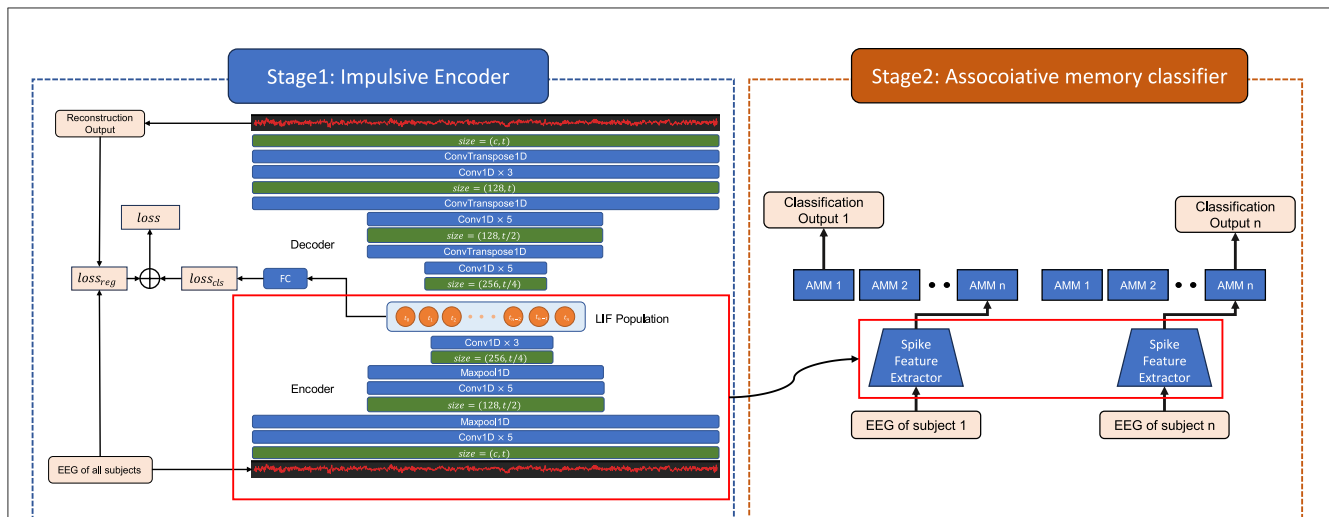 Stage1: Impulsive Encoder
Reconstruction
Output
size = (c, t)
ConvTranspose1D
Conv1D × 3
size = (128, t)
ConvTranspose1D
Conv1D × 5
size = (128, t/2)
Decoder
ConvTranspose1D
Conv1D × 5
size = (256, t/4)
loss
loss_reg
loss_cls
FC
LIF Population
Conv1D × 3
size = (256, t/4)
Maxpool1D
Encoder
Conv1D × 5
size = (128, t/2)
Maxpool1D
Conv1D × 5
size = (c, t)
EEG of all subjects
Stage2: Assocoiative memory classifier
Classification
Output 1
Classification
Output n
AMM 1
AMM 2
AMM n
AMM 1
AMM 2
AMM n
Spike
Feature
Extractor
Spike
Feature
Extractor
EEG of subject 1
EEG of subject n